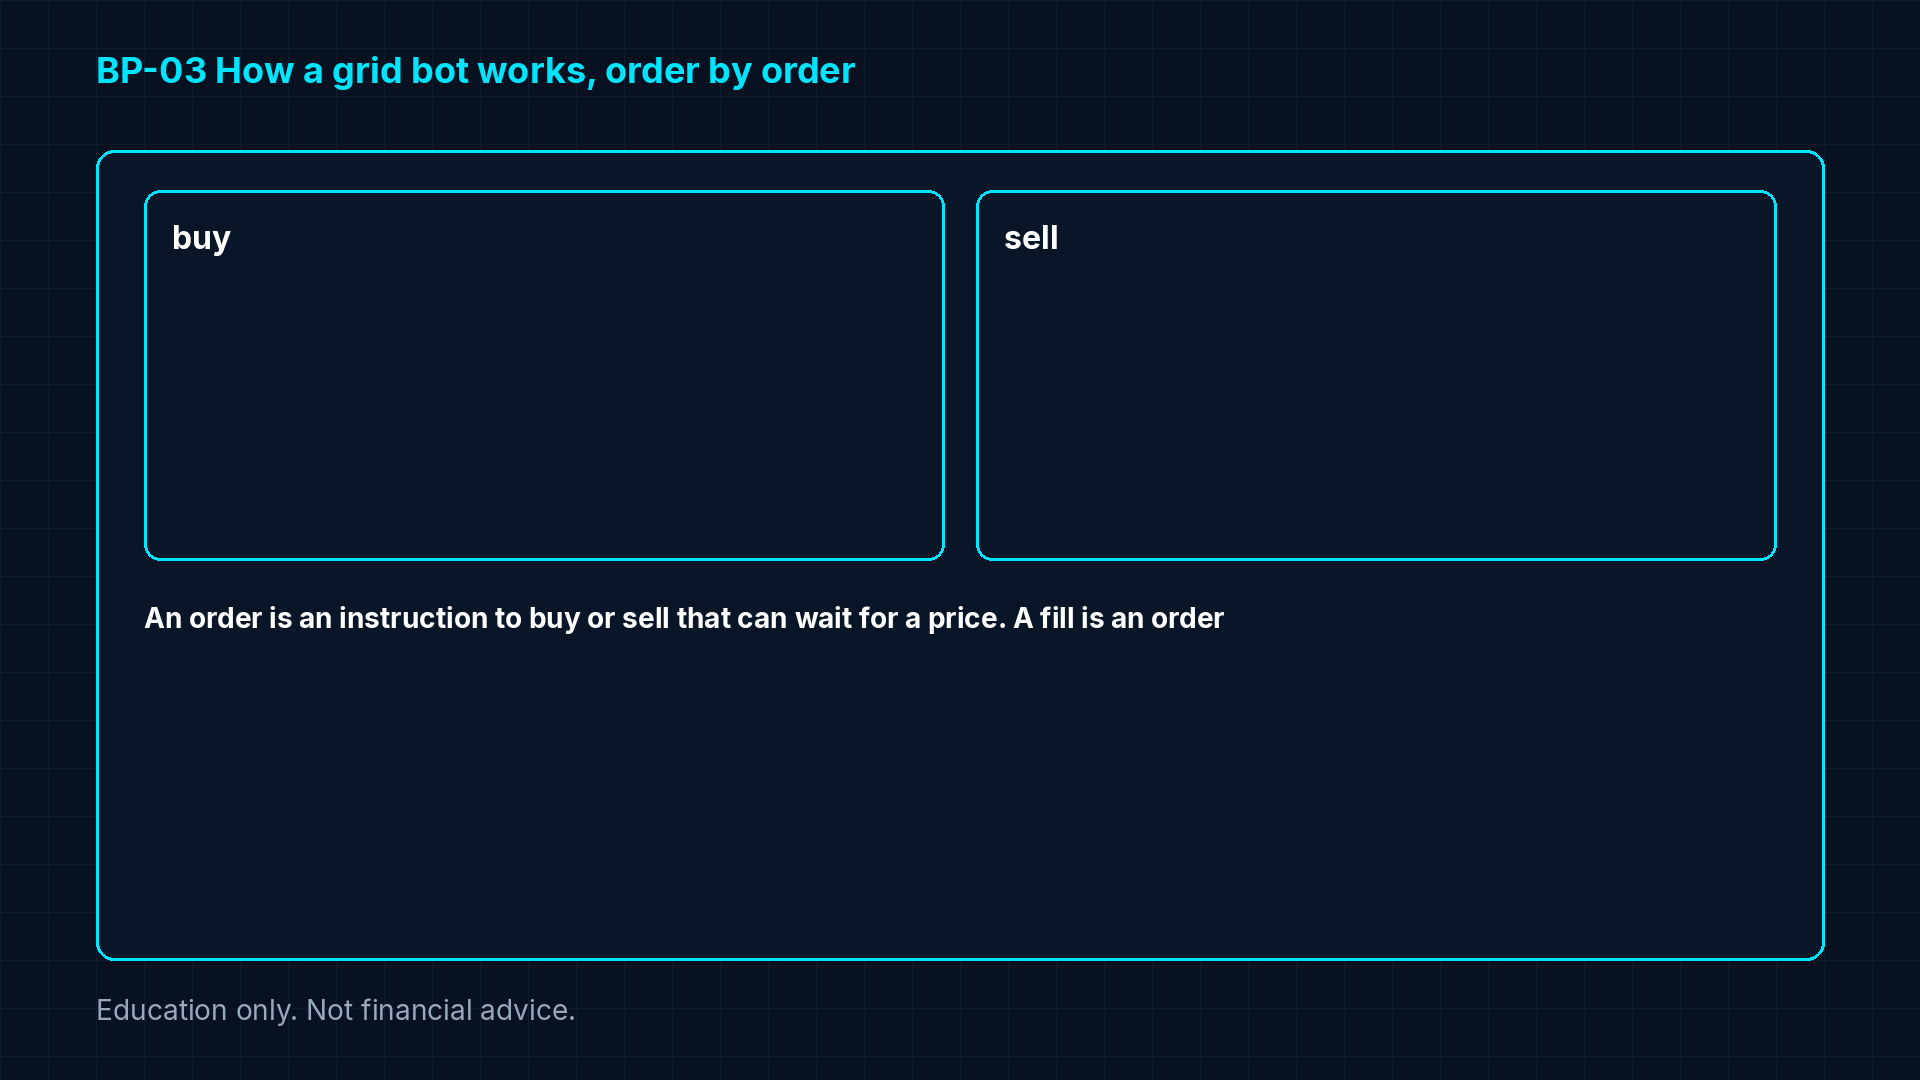 BP-03 How a grid bot works, order by order
buy
sell
An order is an instruction to buy or sell that can wait for a price. A fill is an order
Education only. Not financial advice.